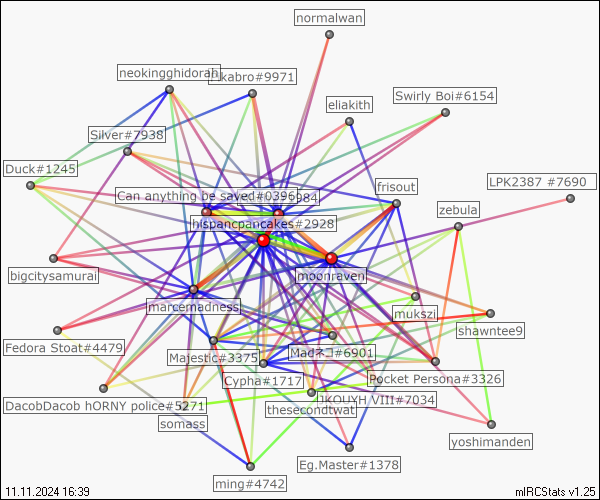 normalwan
neokingghidorah
kabro#9971
eliakith
Swirly Boi#6154
Silver#7938
Duck#1245
frisout
LPK2387 #7690
Can anything be saved#0396
984
zebula
hispancpancakes#2928
bigcitysamurai
moonraven
marcemadness
mukszi
shawntee9
Fedora Stoat#4479
Majestic#3375
Madネコ#6901
Cypha#1717
Pocket Persona#3326
DacobDacob hORNY police#5271
JKOUYH VIII#7034
thesecondtwat
somass
yoshimanden
Eg.Master#1378
ming#4742
11.11.2024 16:39
mIRCStats v1.25